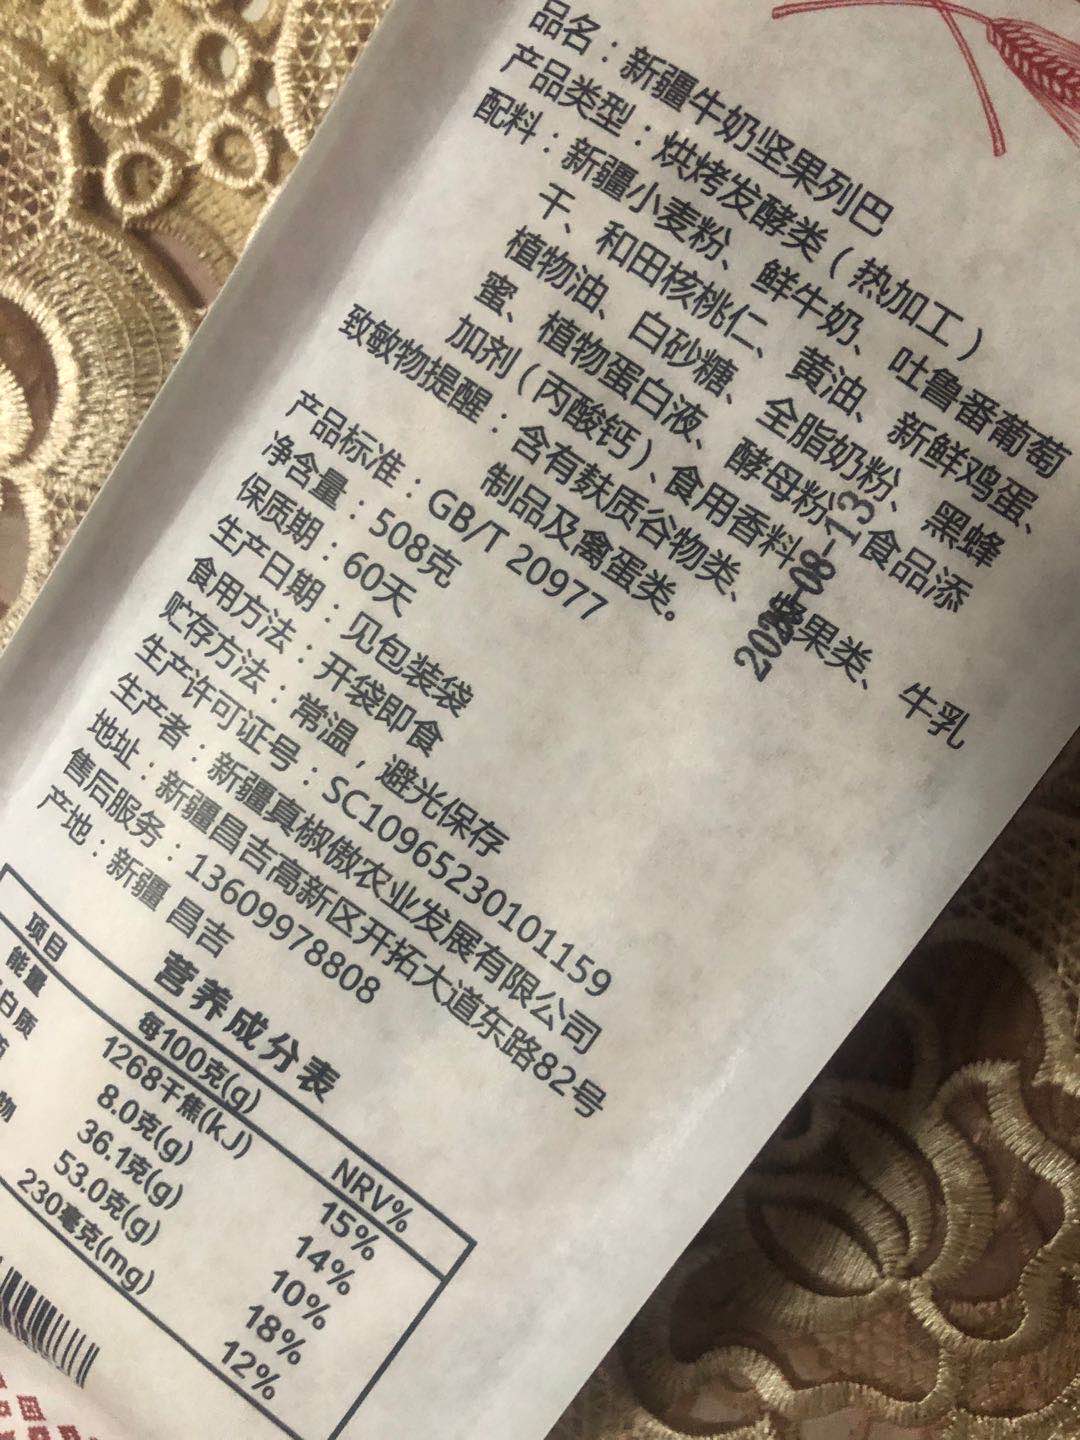 品名：新疆牛奶坚果列巴
产品类型：烘烤发酵类（热加工）
配料：新疆小麦粉、鲜牛奶、吐鲁番葡萄
干、和田核桃仁、黄油、新鲜鸡蛋、
植物油、白砂糖、全脂奶粉、黑蜂
蜜、植物蛋白液、酵母粉、食品添
加剂（丙酸钙）、食用香料
致敏物提醒：含有麸质谷物类、坚果类、牛乳
制品及禽蛋类。
产品标准：GB/T 20977
净含量：508克
保质期：60天
生产日期：见包装袋
食用方法：开袋即食
贮存方法：常温，避光保存
生产许可证号：SC10965230101159
生产者：新疆真椒傲农业发展有限公司
地址：新疆昌吉高新区开拓大道东路82号
售后服务：13609978808
产地：新疆 昌吉
营养成分表
项目 每100克(g) NRV%
能量 1268千焦(kJ) 15%
白质 8.0克(g) 14%
36.1克(g) 10%
物 53.0克(g) 18%
230毫克(mg) 12%